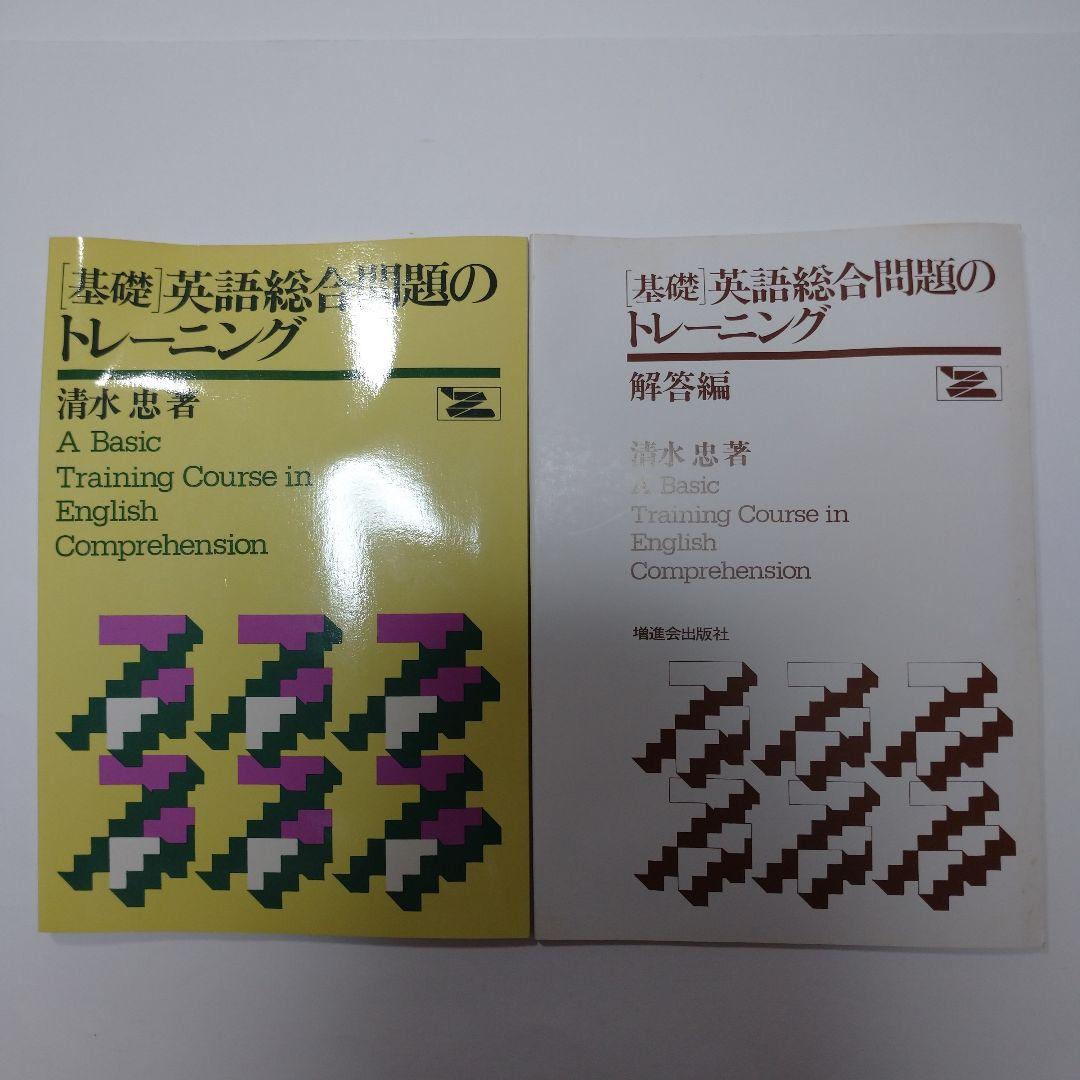 [基礎]英語総合問題の
トレーニング
清水 忠 著
A Basic
Training Course in
English
Comprehension
[基礎]英語総合問題の
トレーニング
解答編
清水 忠 著
A Basic
Training Course in
English
Comprehension
増進会出版社